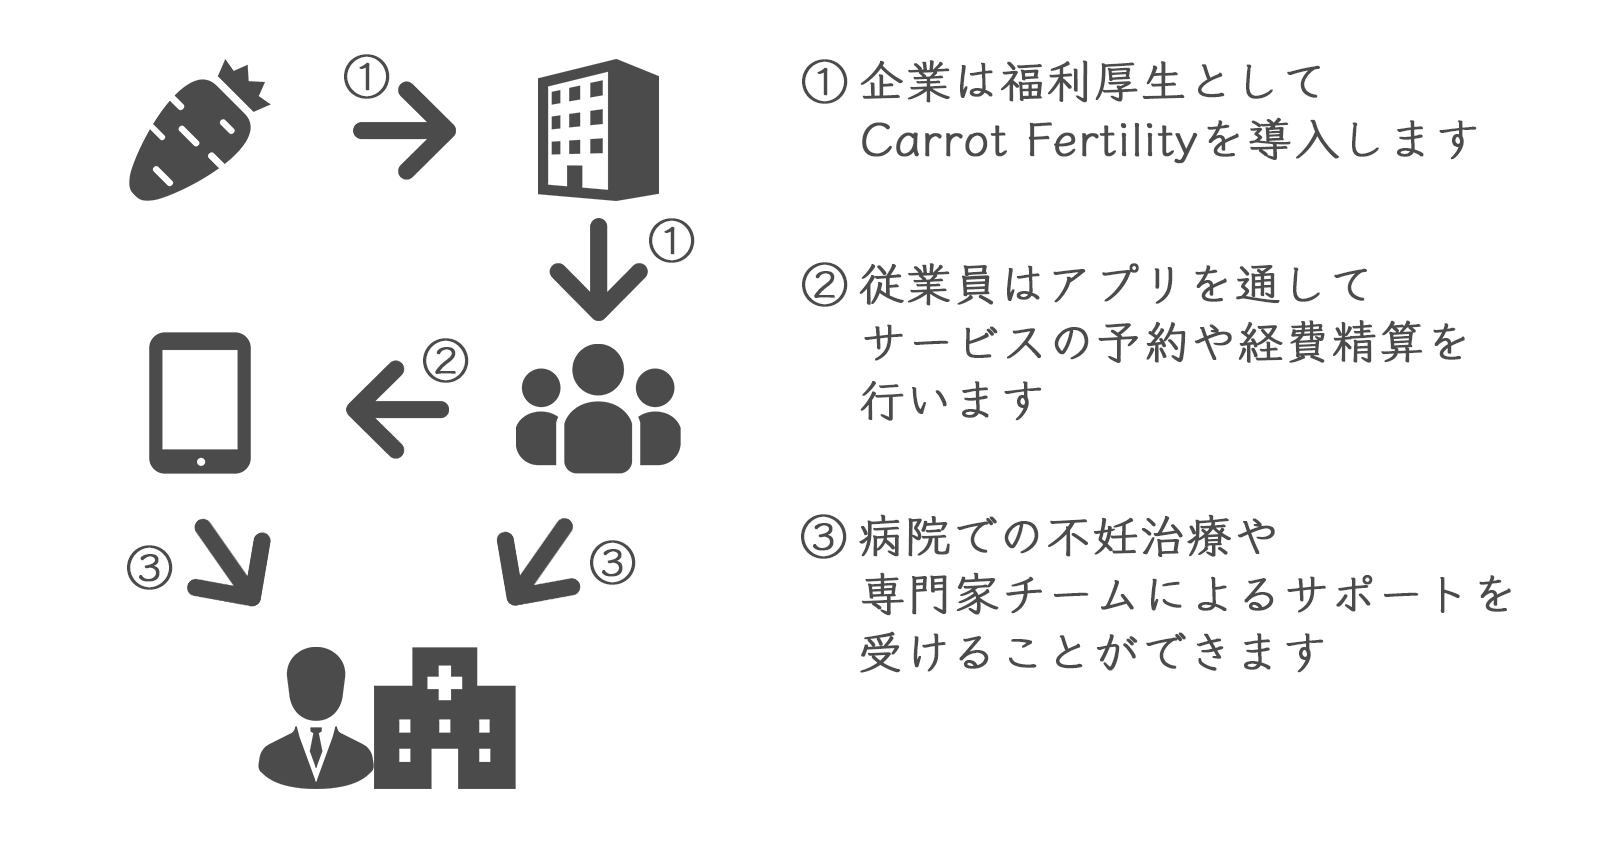 ①
①
②
③
③
① 企業は福利厚生として
Carrot Fertilityを導入します
② 従業員はアプリを通して
サービスの予約や経費精算を
行います
③ 病院での不妊治療や
専門家チームによるサポートを
受けることができます